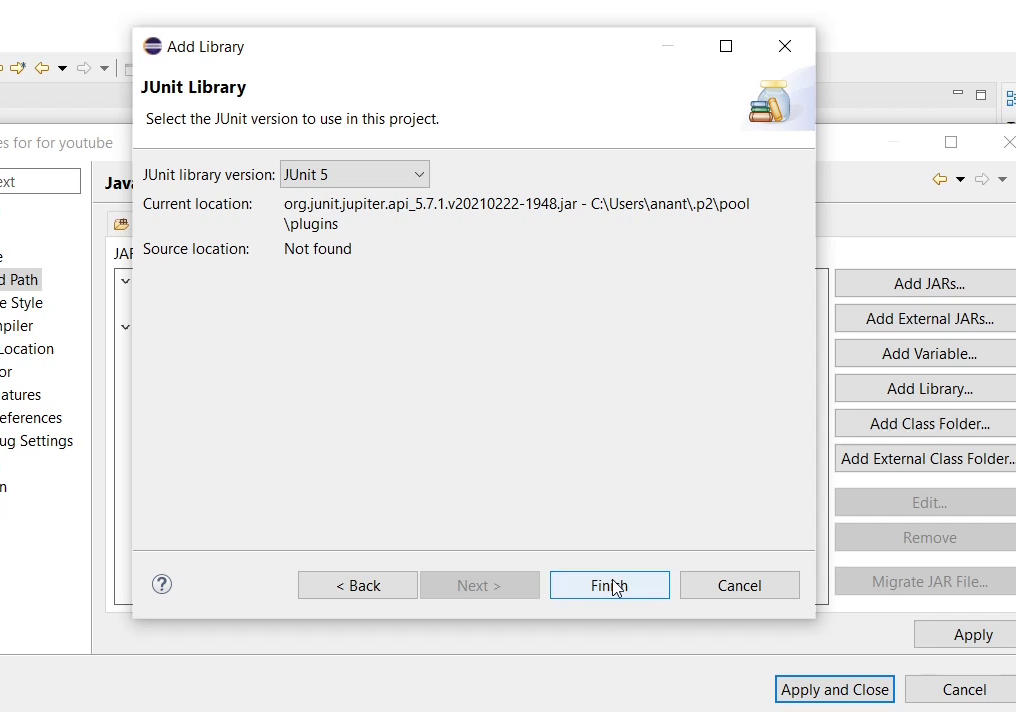 Add Library
JUnit Library
Select the JUnit version to use in this project.
es for for youtube
ext
Java
JUnit library version: JUnit 5
Current location: org.junit.jupiter.api_5.7.1.v20210222-1948.jar - C:\Users\anant\.p2\pool
\plugins
Source location: Not found
JAR
e
d Path
e Style
mpiler
Location
or
atures
eferences
ug Settings
n
Add JARs...
Add External JARs...
Add Variable...
Add Library...
Add Class Folder...
Add External Class Folder...
Edit...
Remove
Migrate JAR File...
< Back
Next >
Finish
Cancel
Apply
Apply and Close
Cancel